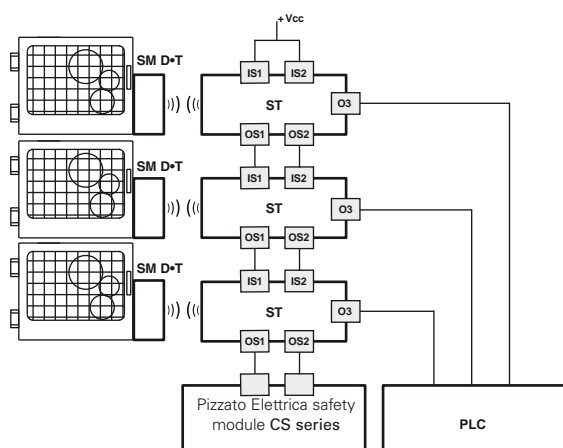 +Vcc
SM D•T
IS1 IS2
ST
O3
OS1 OS2
SM D•T
IS1 IS2
ST
O3
OS1 OS2
SM D•T
IS1 IS2
ST
O3
OS1 OS2
Pizzato Elettrica safety
module CS series
PLC